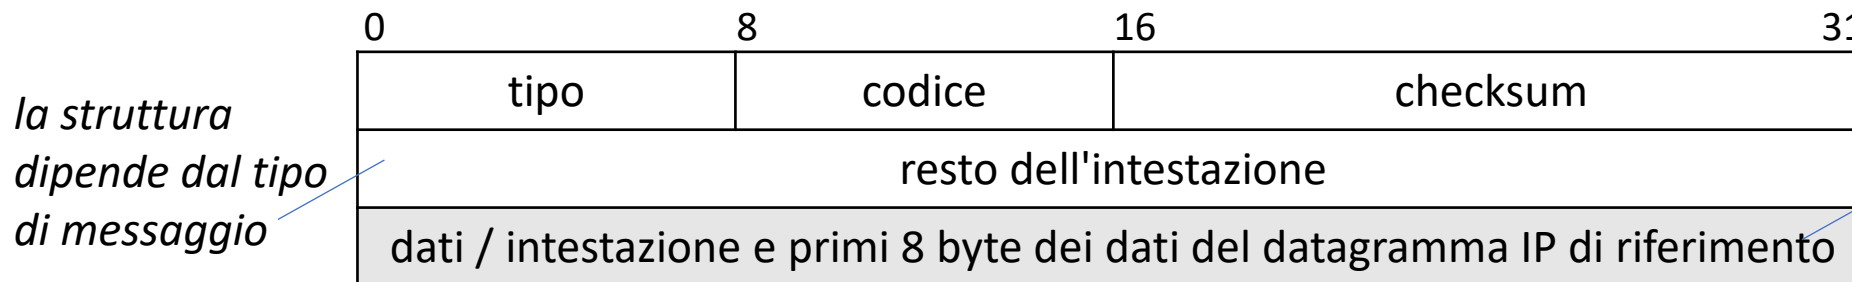 0 8 16 31
tipo codice checksum
la struttura
dipende dal tipo
di messaggio
resto dell'intestazione
dati / intestazione e primi 8 byte dei dati del datagramma IP di riferimento